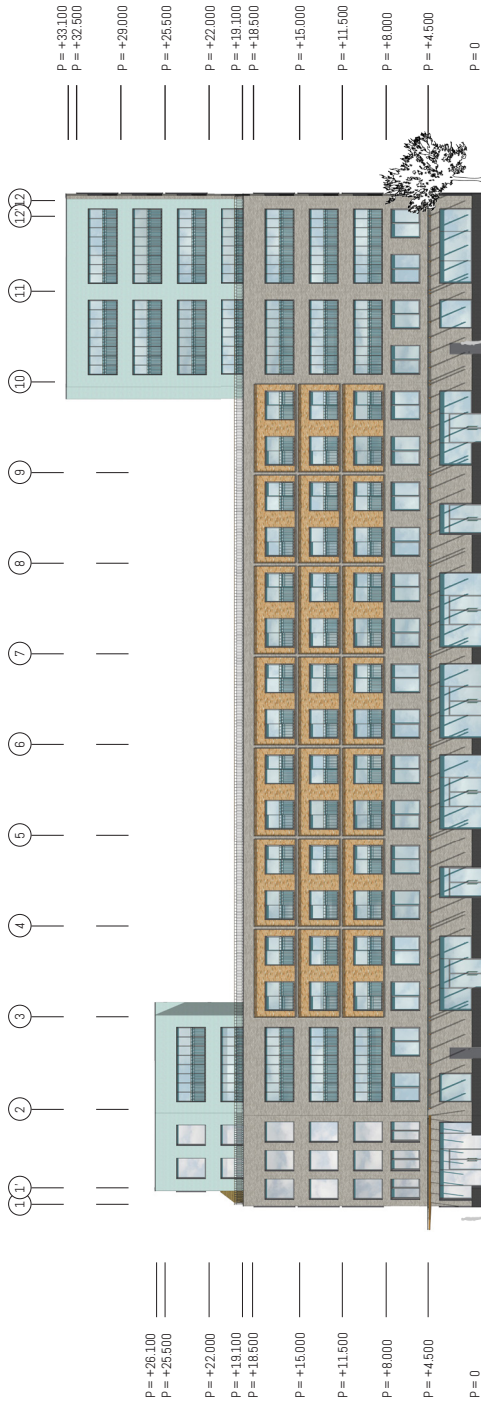 P = +33.100
P = +32.500
P = +29.000
P = +25.500
P = +22.000
P = +19.100
P = +18.500
P = +15.000
P = +11.500
P = +8.000
P = +4.500
P = 0
12
12'
11
10
9
8
7
6
5
4
3
2
1'
1
P = +26.100
P = +25.500
P = +22.000
P = +19.100
P = +18.500
P = +15.000
P = +11.500
P = +8.000
P = +4.500
P = 0